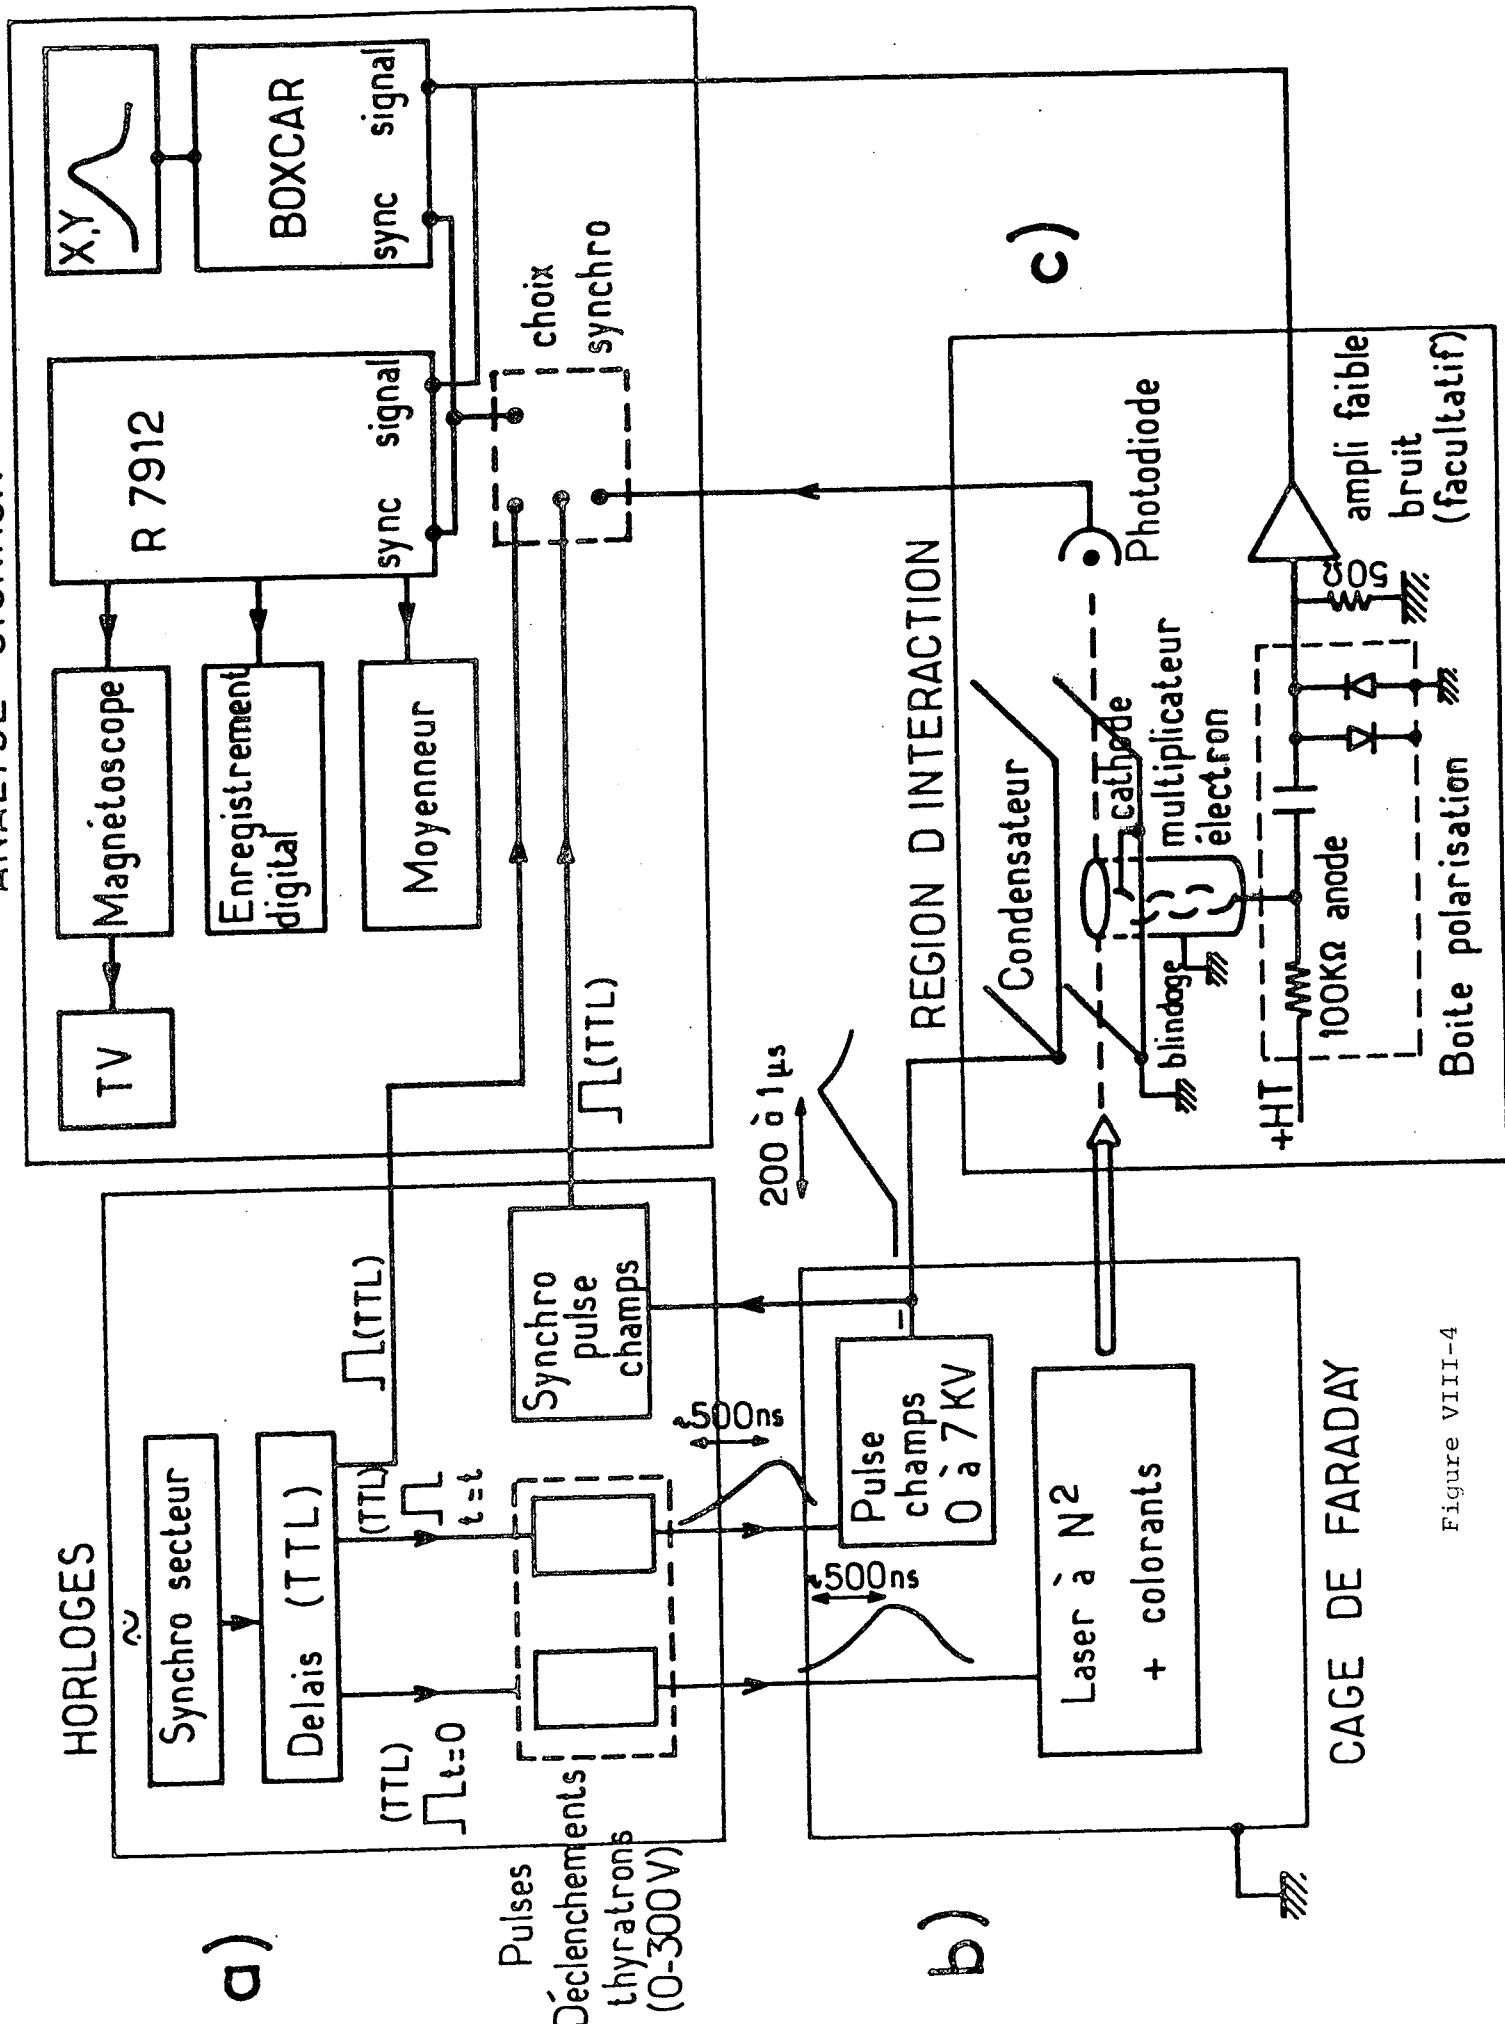 a)
HORLOGES
~
Synchro secteur
Delais (TTL)
(TTL)
t=0
(TTL)
t=t
(TTL)
Pulses
Déclenchements
thyratrons
(0-300V)
Synchro
pulse
champs
(TTL)
TV
Magnétoscope
Enregistrement
digital
Moyenneur
R 7912
sync
signal
X,Y
BOXCAR
sync
signal
choix
synchro
b)
~500ns
~500ns
Pulse
champs
0 à 7KV
Laser à N2
+ colorants
CAGE DE FARADAY
200 à 1µs
c)
REGION D INTERACTION
Condensateur
Photodiode
cathode
multiplicateur
électron
blindage
+HT
100KΩ
anode
50Ω
ampli faible
bruit
(facultatif)
Boite polarisation
Figure VIII-4